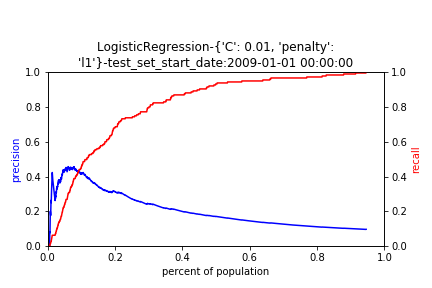 LogisticRegression-{'C': 0.01, 'penalty':
'l1'}-test_set_start_date:2009-01-01 00:00:00
1.0
0.8
0.6
0.4
0.2
0.0
precision
1.0
0.8
0.6
0.4
0.2
0.0
recall
0.0 0.2 0.4 0.6 0.8 1.0
percent of population